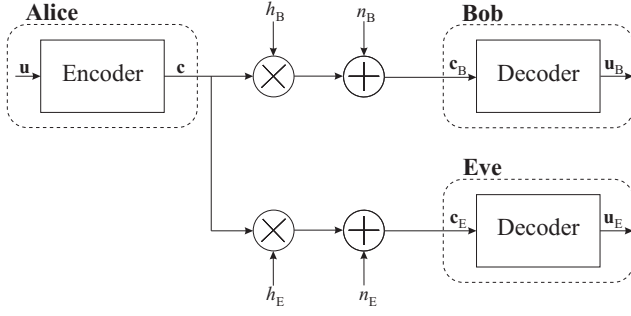 Alice
h_B
n_B
Bob
u
Encoder
c
c_B
Decoder
u_B
Eve
c_E
Decoder
u_E
h_E
n_E